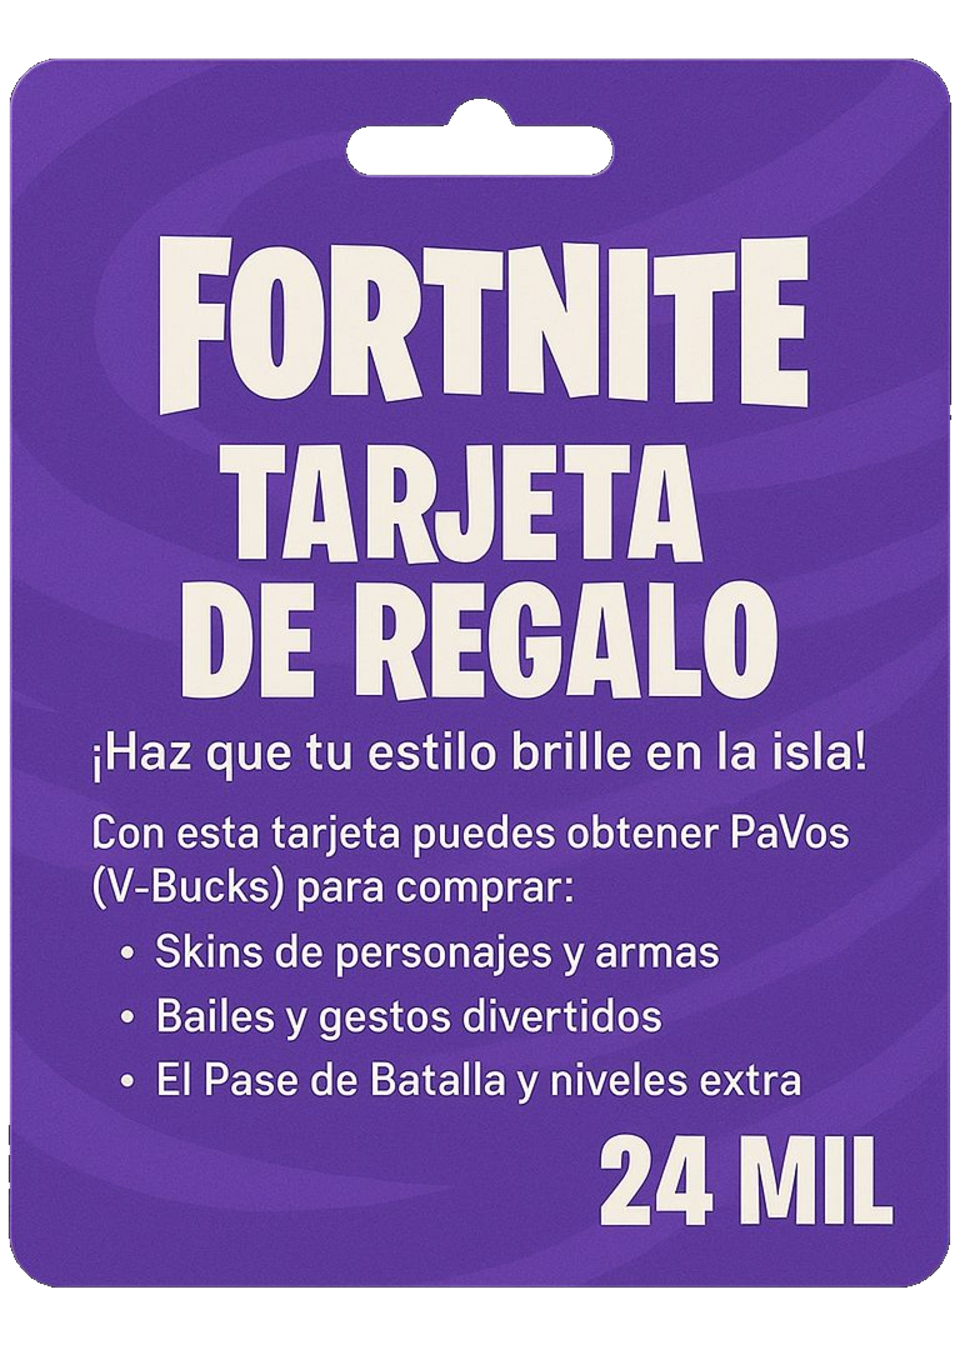 FORTNITE
TARJETA
DE REGALO
¡Haz que tu estilo brille en la isla!
Con esta tarjeta puedes obtener PaVos
(V-Bucks) para comprar:
• Skins de personajes y armas
• Bailes y gestos divertidos
• El Pase de Batalla y niveles extra
24 MIL